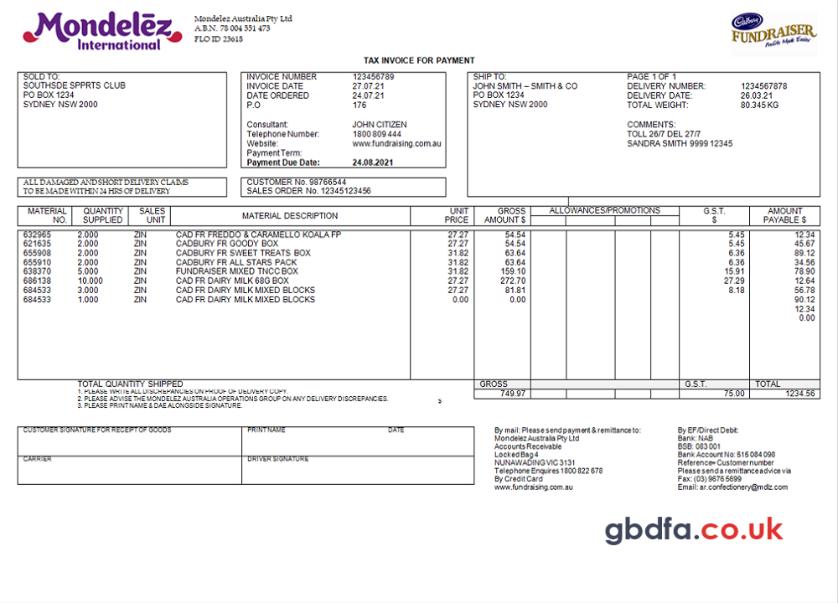 Mondelēz
International
Mondelez Australia Pty Ltd
A.B.N. 78 004 551 473
FLO ID 23615
Cadbury
FUNDRAISER
TAX INVOICE FOR PAYMENT
SOLD TO:
SOUTHSDE SPPRTS CLUB
PO BOX 1234
SYDNEY NSW 2000
INVOICE NUMBER 123456789
INVOICE DATE 27.07.21
DATE ORDERED 24.07.21
P.O 176
Consultant: JOHN CITIZEN
Telephone Number: 1800 809 444
Website: www.fundraising.com.au
Payment Term:
Payment Due Date: 24.08.2021
SHIP TO:
JOHN SMITH – SMITH & CO
PO BOX 1234
SYDNEY NSW 2000
PAGE 1 OF 1
DELIVERY NUMBER: 1234567878
DELIVERY DATE: 26.03.21
TOTAL WEIGHT: 80.345 KG
COMMENTS:
TOLL 26/7 DEL 27/7
SANDRA SMITH 9999 12345
ALL DAMAGED AND SHORT DELIVERY CLAIMS
TO BE MADE WITHIN 24 HRS OF DELIVERY
CUSTOMER No. 98766544
SALES ORDER No. 12345123456
MATERIAL NO. QUANTITY SUPPLIED SALES UNIT MATERIAL DESCRIPTION UNIT PRICE GROSS AMOUNT $ ALLOWANCES/PROMOTIONS G.S.T. $ AMOUNT PAYABLE $
632965 2.000 ZIN CAD FR FREDDO & CARAMELLO KOALA FP 27.27 54.54 5.45 12.34
621635 2.000 ZIN CADBURY FR GOODY BOX 27.27 54.54 5.45 45.67
655908 2.000 ZIN CADBURY FR SWEET TREATS BOX 31.82 63.64 6.36 89.12
655910 2.000 ZIN CADBURY FR ALL STARS PACK 31.82 63.64 6.36 34.56
638370 5.000 ZIN FUNDRAISER MIXED TNCC BOX 31.82 159.10 15.91 78.90
686138 10.000 ZIN CAD FR DAIRY MILK 68G BOX 27.27 272.70 27.29 12.64
684533 3.000 ZIN CAD FR DAIRY MILK MIXED BLOCKS 27.27 81.81 8.18 56.78
684533 1.000 ZIN CAD FR DAIRY MILK MIXED BLOCKS 0.00 0.00 90.12
12.34
0.00
TOTAL QUANTITY SHIPPED
1. PLEASE WRITE ALL DISCREPANCIES ON PROOF OF DELIVERY COPY.
2. PLEASE ADVISE THE MONDELEZ AUSTRALIA OPERATIONS GROUP ON ANY DELIVERY DISCREPANCIES.
3. PLEASE PRINT NAME & DAE ALONGSIDE SIGNATURE.
GROSS G.S.T. TOTAL
749.97 75.00 1234.56
CUSTOMER SIGNATURE FOR RECEIPT OF GOODS PRINT NAME DATE
CARRIER DRIVER SIGNATURE
By mail: Please send payment & remittance to:
Mondelez Australia Pty Ltd
Accounts Receivable
Locked Bag 4
NUNAWADING VIC 3131
Telephone Enquires 1800 822 678
By Credit Card
www.fundraising.com.au
By EF/Direct Debit:
Bank: NAB
BSB: 083 001
Bank Account No: 515 084 098
Reference= Customer number
Please send a remittance advice via
Fax: (03) 9676 5699
Email: ar.confectionery@mdlz.com
gbdfa.co.uk